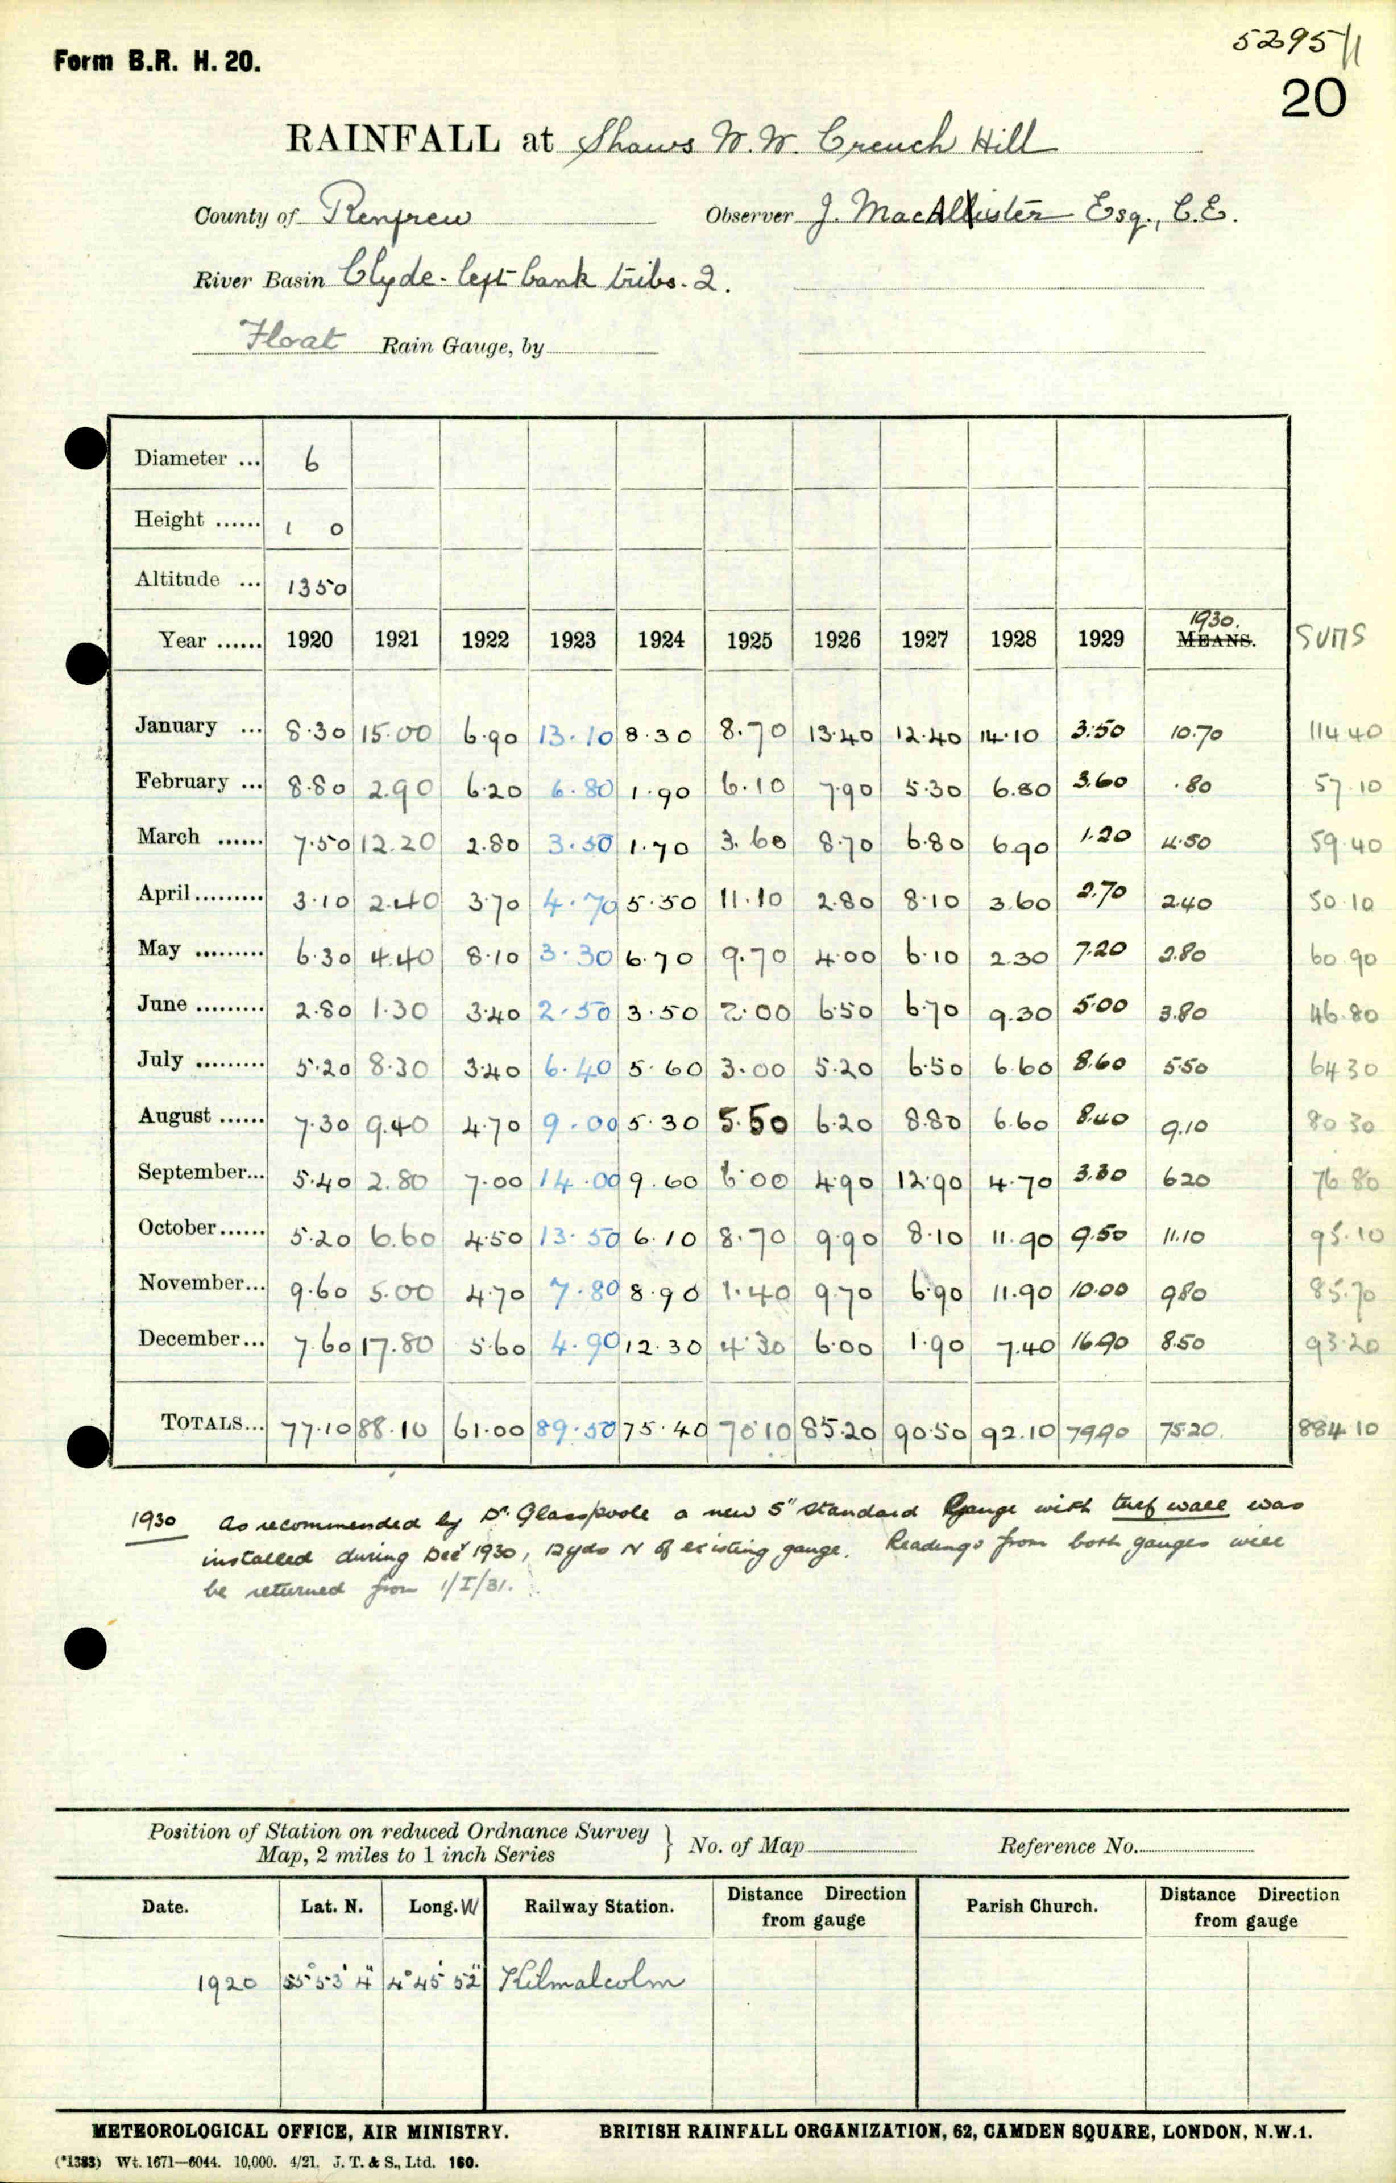 5295/1
Form B.R. H. 20.
20
RAINFALL at Shaws W.W. Creuch Hill
County of Renfrew Observer J. MacAllister Esq., C.E.
River Basin Clyde - left bank tribs. 2.
Float Rain Gauge, by
Diameter ... 6
Height ...... 1 0
Altitude ... 1350
1930.
Year ...... 1920 1921 1922 1923 1924 1925 1926 1927 1928 1929 MEANS. SUMS
January ... 8.30 15.00 6.90 13.10 8.30 8.70 13.40 12.40 14.10 3.50 10.70 114 40
February ... 8.80 2.90 6.20 6.80 1.90 6.10 7.90 5.30 6.80 3.60 .80 57.10
March ...... 7.50 12.20 2.80 3.50 1.70 3.60 8.70 6.80 6.90 1.20 4.50 59.40
April ......... 3.10 2.40 3.70 4.70 5.50 11.10 2.80 8.10 3.60 2.70 2.40 50.10
May ......... 6.30 4.40 8.10 3.30 6.70 9.70 4.00 6.10 2.30 7.20 2.80 60.90
June ......... 2.80 1.30 3.40 2.50 3.50 2.00 6.50 6.70 9.30 5.00 3.80 46.80
July ......... 5.20 8.30 3.40 6.40 5.60 3.00 5.20 6.50 6.60 8.60 5.50 64 30
August ...... 7.30 9.40 4.70 9.00 5.30 5.50 6.20 8.80 6.60 8.40 9.10 80 30
September... 5.40 2.80 7.00 14.00 9.60 6.00 4.90 12.90 4.70 3.30 6.20 76.80
October ...... 5.20 6.60 4.50 13.50 6.10 8.70 9.90 8.10 11.90 9.50 11.10 95.10
November... 9.60 5.00 4.70 7.80 8.90 1.40 9.70 6.90 11.90 10.00 9.80 85.70
December... 7.60 17.80 5.60 4.90 12.30 4.30 6.00 1.90 7.40 16.90 8.50 93.20
TOTALS... 77.10 88.10 61.00 89.50 75.40 70.10 85.20 90.50 92.10 79.90 75.20 884 10
1930 As recommended by Dr Glasspoole a new 5" standard Gauge with turf wall was
installed during Decr 1930, 12 yds N of existing gauge. Readings from both gauges will
be returned from 1/I/31.
Position of Station on reduced Ordnance Survey } No. of Map Reference No.
Map, 2 miles to 1 inch Series
Date. Lat. N. Long. W Railway Station. Distance Direction from gauge Parish Church. Distance Direction from gauge
1920 55° 53' 4" 4° 45' 52" Kilmalcolm
METEOROLOGICAL OFFICE, AIR MINISTRY. BRITISH RAINFALL ORGANIZATION, 62, CAMDEN SQUARE, LONDON, N.W.1.
(*1383) Wt. 1671—6044. 10,000. 4/21. J. T. & S., Ltd. 160.